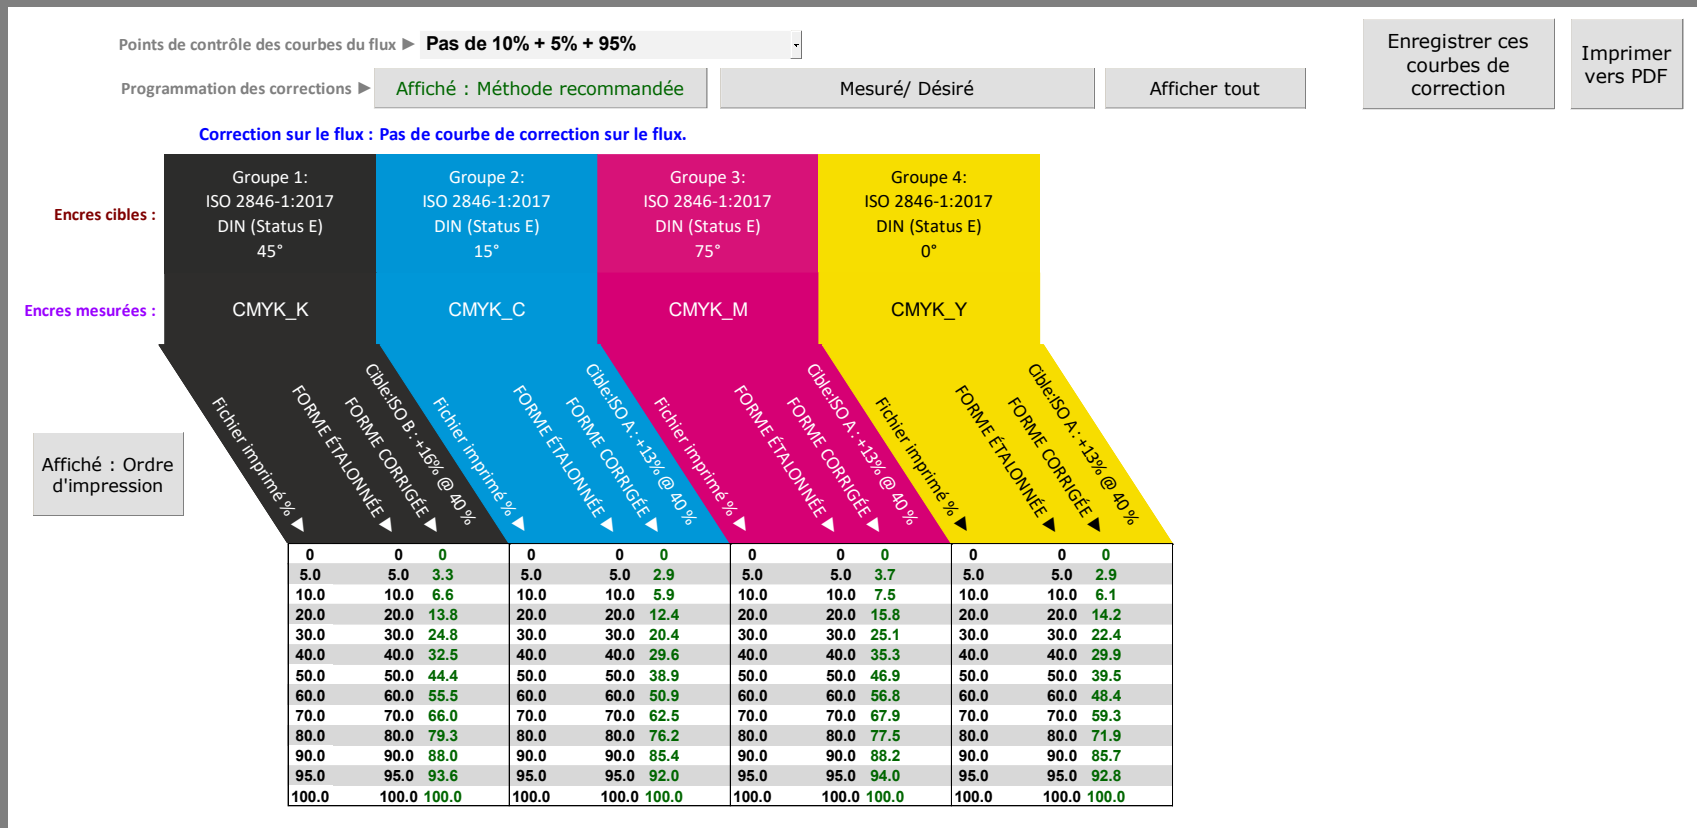 Points de contrôle des courbes du flux ► Pas de 10% + 5% + 95%
Enregistrer ces
courbes de
correction
Imprimer
vers PDF
Programmation des corrections ► Affiché : Méthode recommandée Mesuré/ Désiré Afficher tout
Correction sur le flux : Pas de courbe de correction sur le flux.
Encres cibles :
Groupe 1:
ISO 2846-1:2017
DIN (Status E)
45°
Groupe 2:
ISO 2846-1:2017
DIN (Status E)
15°
Groupe 3:
ISO 2846-1:2017
DIN (Status E)
75°
Groupe 4:
ISO 2846-1:2017
DIN (Status E)
0°
Encres mesurées : CMYK_K CMYK_C CMYK_M CMYK_Y
Affiché : Ordre
d'impression
Fichier imprimé % ▼
FORME ÉTALONNÉE ▼
FORME CORRIGÉE ▼
Cible:ISO B : +16% @ 40 %
Fichier imprimé % ▼
FORME ÉTALONNÉE ▼
FORME CORRIGÉE ▼
Cible:ISO A : +13% @ 40 %
Fichier imprimé % ▼
FORME ÉTALONNÉE ▼
FORME CORRIGÉE ▼
Cible:ISO A : +13% @ 40 %
Fichier imprimé % ▼
FORME ÉTALONNÉE ▼
FORME CORRIGÉE ▼
Cible:ISO A : +13% @ 40 %
0 0 0 0 0 0 0 0 0 0 0 0
5.0 5.0 3.3 5.0 5.0 2.9 5.0 5.0 3.7 5.0 5.0 2.9
10.0 10.0 6.6 10.0 10.0 5.9 10.0 10.0 7.5 10.0 10.0 6.1
20.0 20.0 13.8 20.0 20.0 12.4 20.0 20.0 15.8 20.0 20.0 14.2
30.0 30.0 24.8 30.0 30.0 20.4 30.0 30.0 25.1 30.0 30.0 22.4
40.0 40.0 32.5 40.0 40.0 29.6 40.0 40.0 35.3 40.0 40.0 29.9
50.0 50.0 44.4 50.0 50.0 38.9 50.0 50.0 46.9 50.0 50.0 39.5
60.0 60.0 55.5 60.0 60.0 50.9 60.0 60.0 56.8 60.0 60.0 48.4
70.0 70.0 66.0 70.0 70.0 62.5 70.0 70.0 67.9 70.0 70.0 59.3
80.0 80.0 79.3 80.0 80.0 76.2 80.0 80.0 77.5 80.0 80.0 71.9
90.0 90.0 88.0 90.0 90.0 85.4 90.0 90.0 88.2 90.0 90.0 85.7
95.0 95.0 93.6 95.0 95.0 92.0 95.0 95.0 94.0 95.0 95.0 92.8
100.0 100.0 100.0 100.0 100.0 100.0 100.0 100.0 100.0 100.0 100.0 100.0